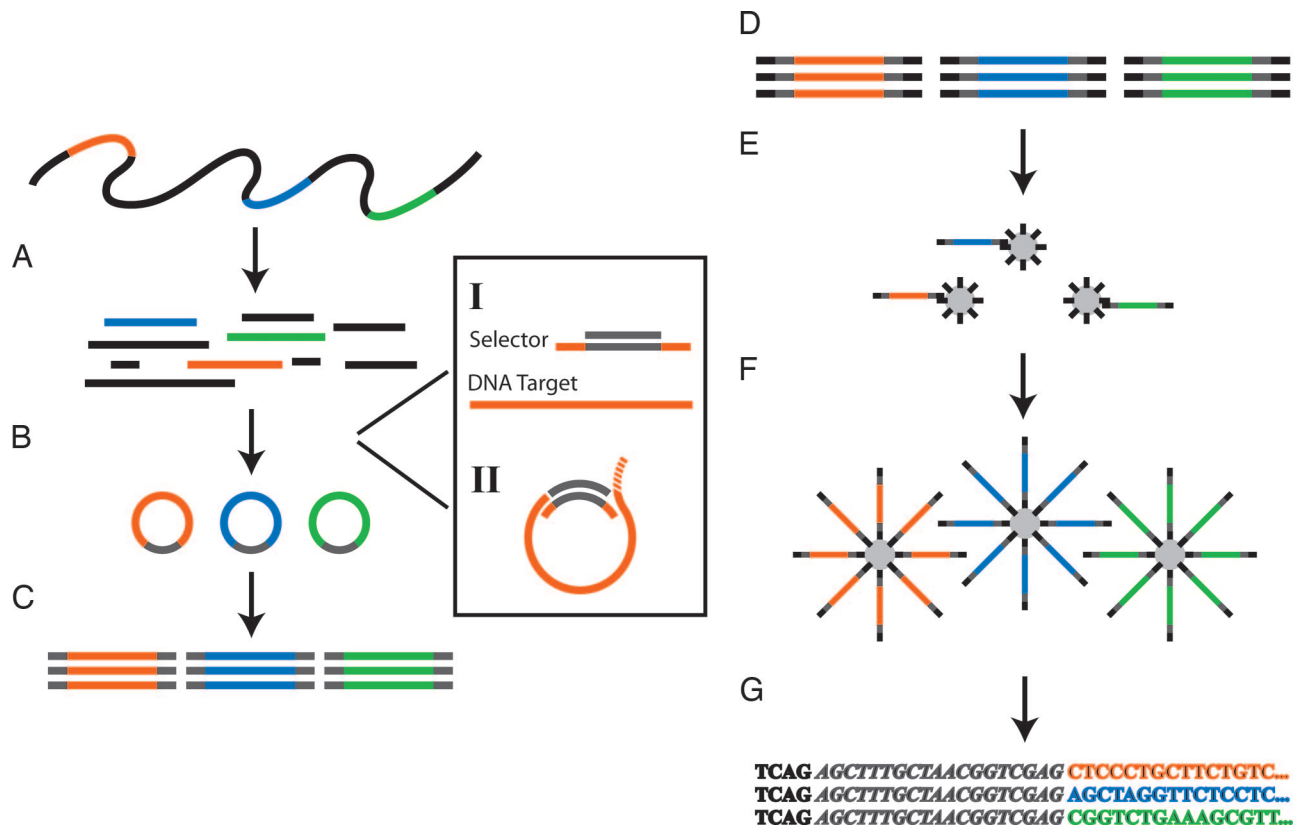 A
B
C
I
Selector
DNA Target
II
D
E
F
G
TCAG AGCTTTGCTAACGGTCGAG CTCCCTGCTTCTGTC...
TCAG AGCTTTGCTAACGGTCGAG AGCTAGGTTCTCCTC...
TCAG AGCTTTGCTAACGGTCGAG CGGTCTGAAAGCGTT...